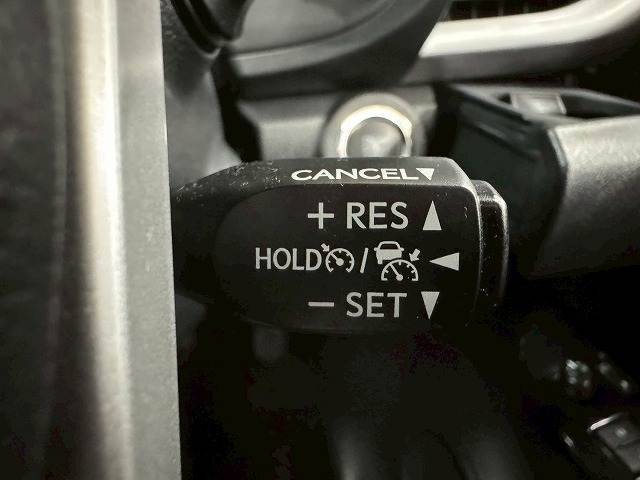 CANCEL▼
+ RES ▲
HOLD / ◄
− SET ▼